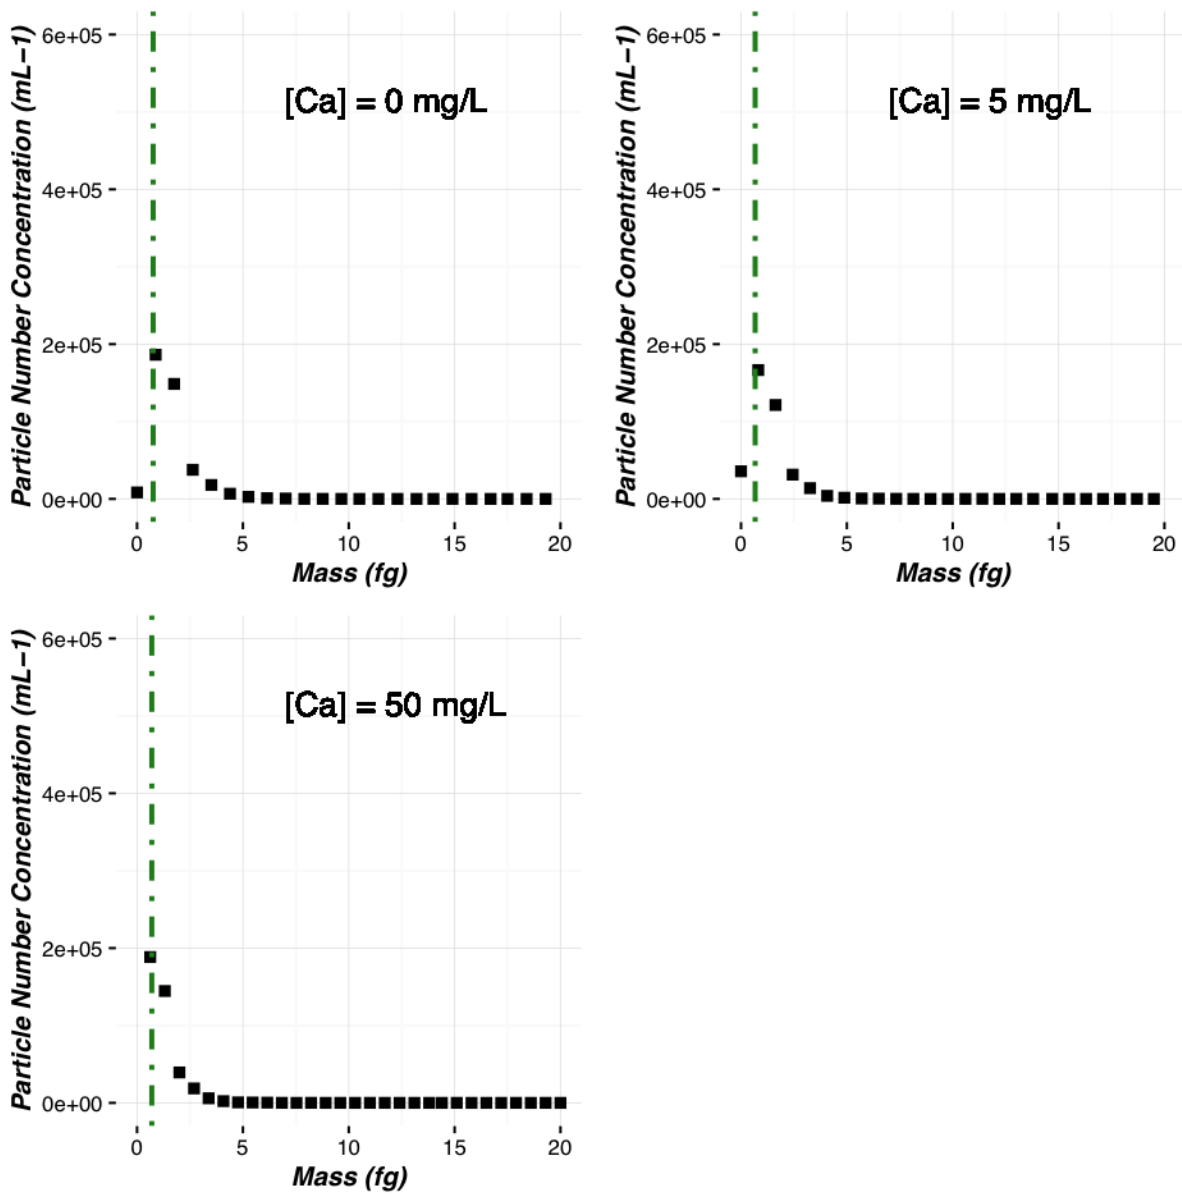 Particle Number Concentration (mL−1)
6e+05
4e+05
2e+05
0e+00
[Ca] = 0 mg/L
0 5 10 15 20
Mass (fg)
Particle Number Concentration (mL−1)
6e+05
4e+05
2e+05
0e+00
[Ca] = 5 mg/L
0 5 10 15 20
Mass (fg)
Particle Number Concentration (mL−1)
6e+05
4e+05
2e+05
0e+00
[Ca] = 50 mg/L
0 5 10 15 20
Mass (fg)